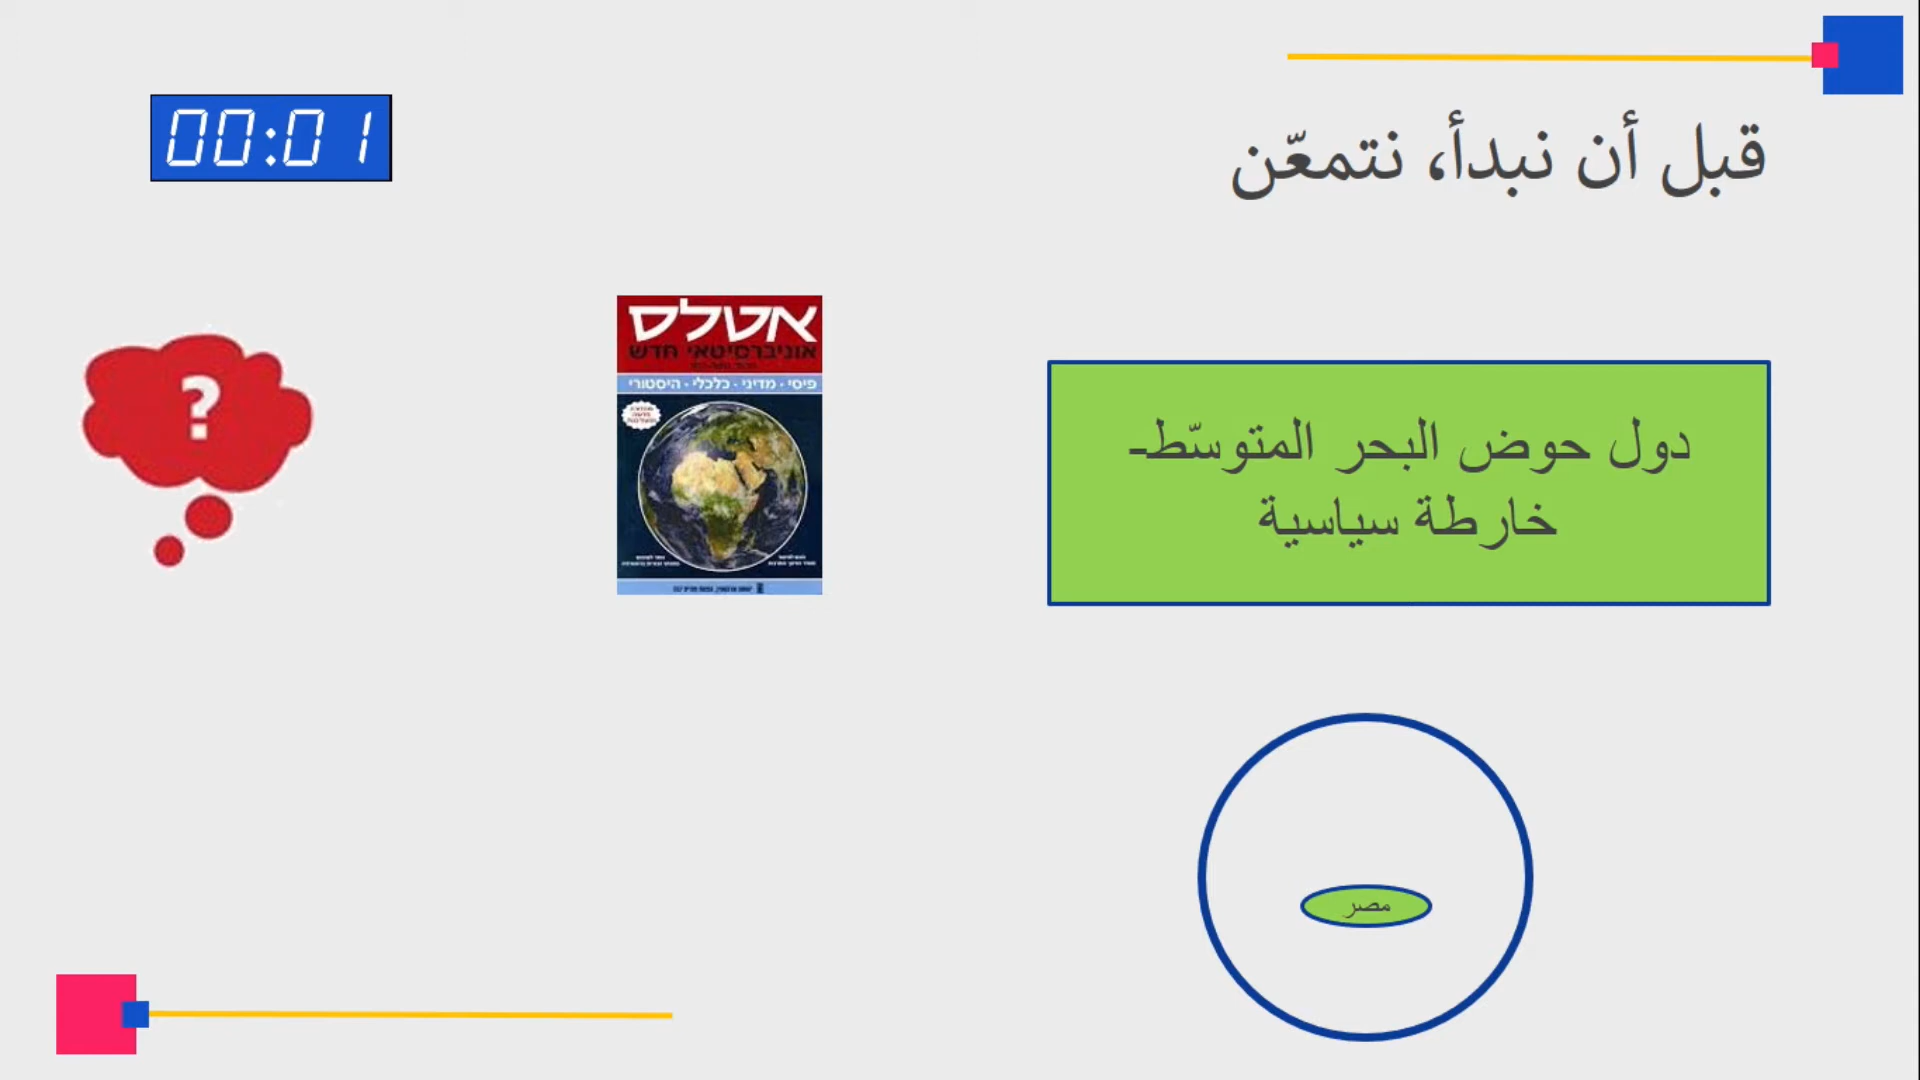 قبل أن نبدأ، نتمعّن
00:01
אטלס
אוניברסיטאי חדש
פיסי · מדיני · כלכלי · היסטורי
?
دول حوض البحر المتوسّط-
خارطة سياسية
مصر